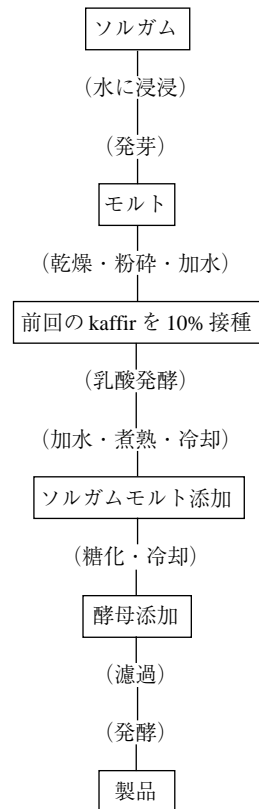 ソルガム
(水に浸浸)
(発芽)
モルト
(乾燥・粉砕・加水)
前回の kaffir を 10% 接種
(乳酸発酵)
(加水・煮熟・冷却)
ソルガムモルト添加
(糖化・冷却)
酵母添加
(濾過)
(発酵)
製品